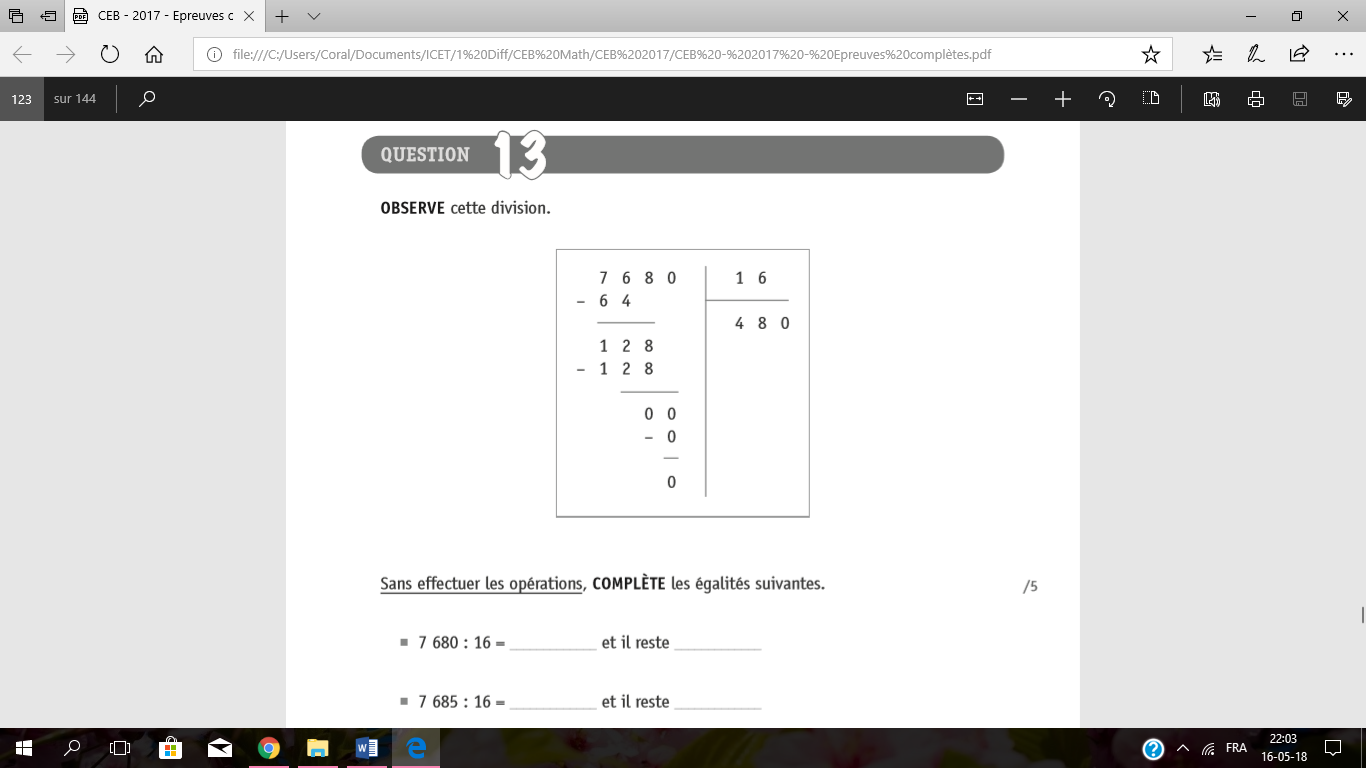 CEB - 2017 - Epreuves c
file:///C:/Users/Coral/Documents/ICET/1%20Diff/CEB%20Math/CEB%202017/CEB%20-%202017%20-%20Epreuves%20complètes.pdf
123 sur 144
QUESTION 13
OBSERVE cette division.
7 6 8 0 1 6
- 6 4
4 8 0
1 2 8
- 1 2 8
0 0
- 0
0
Sans effectuer les opérations, COMPLÈTE les égalités suivantes. /5
■ 7 680 : 16 = __________ et il reste __________
■ 7 685 : 16 = __________ et il reste __________
FRA
22:03
16-05-18